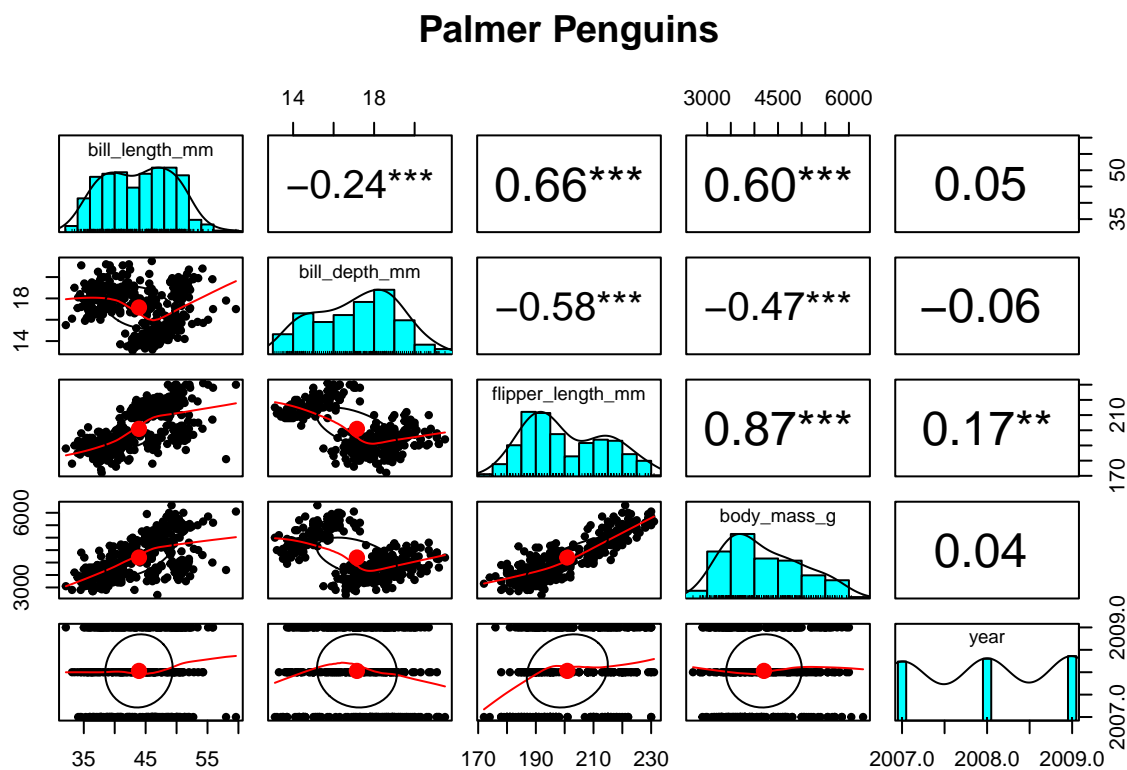 Palmer Penguins
14 18
3000 4500 6000
bill_length_mm
−0.24***
0.66***
0.60***
0.05
35 50
bill_depth_mm
−0.58***
−0.47***
−0.06
14 18
flipper_length_mm
0.87***
0.17**
170 210
body_mass_g
0.04
3000 6000
year
2007.0 2009.0
35 45 55
170 190 210 230
2007.0 2008.0 2009.0